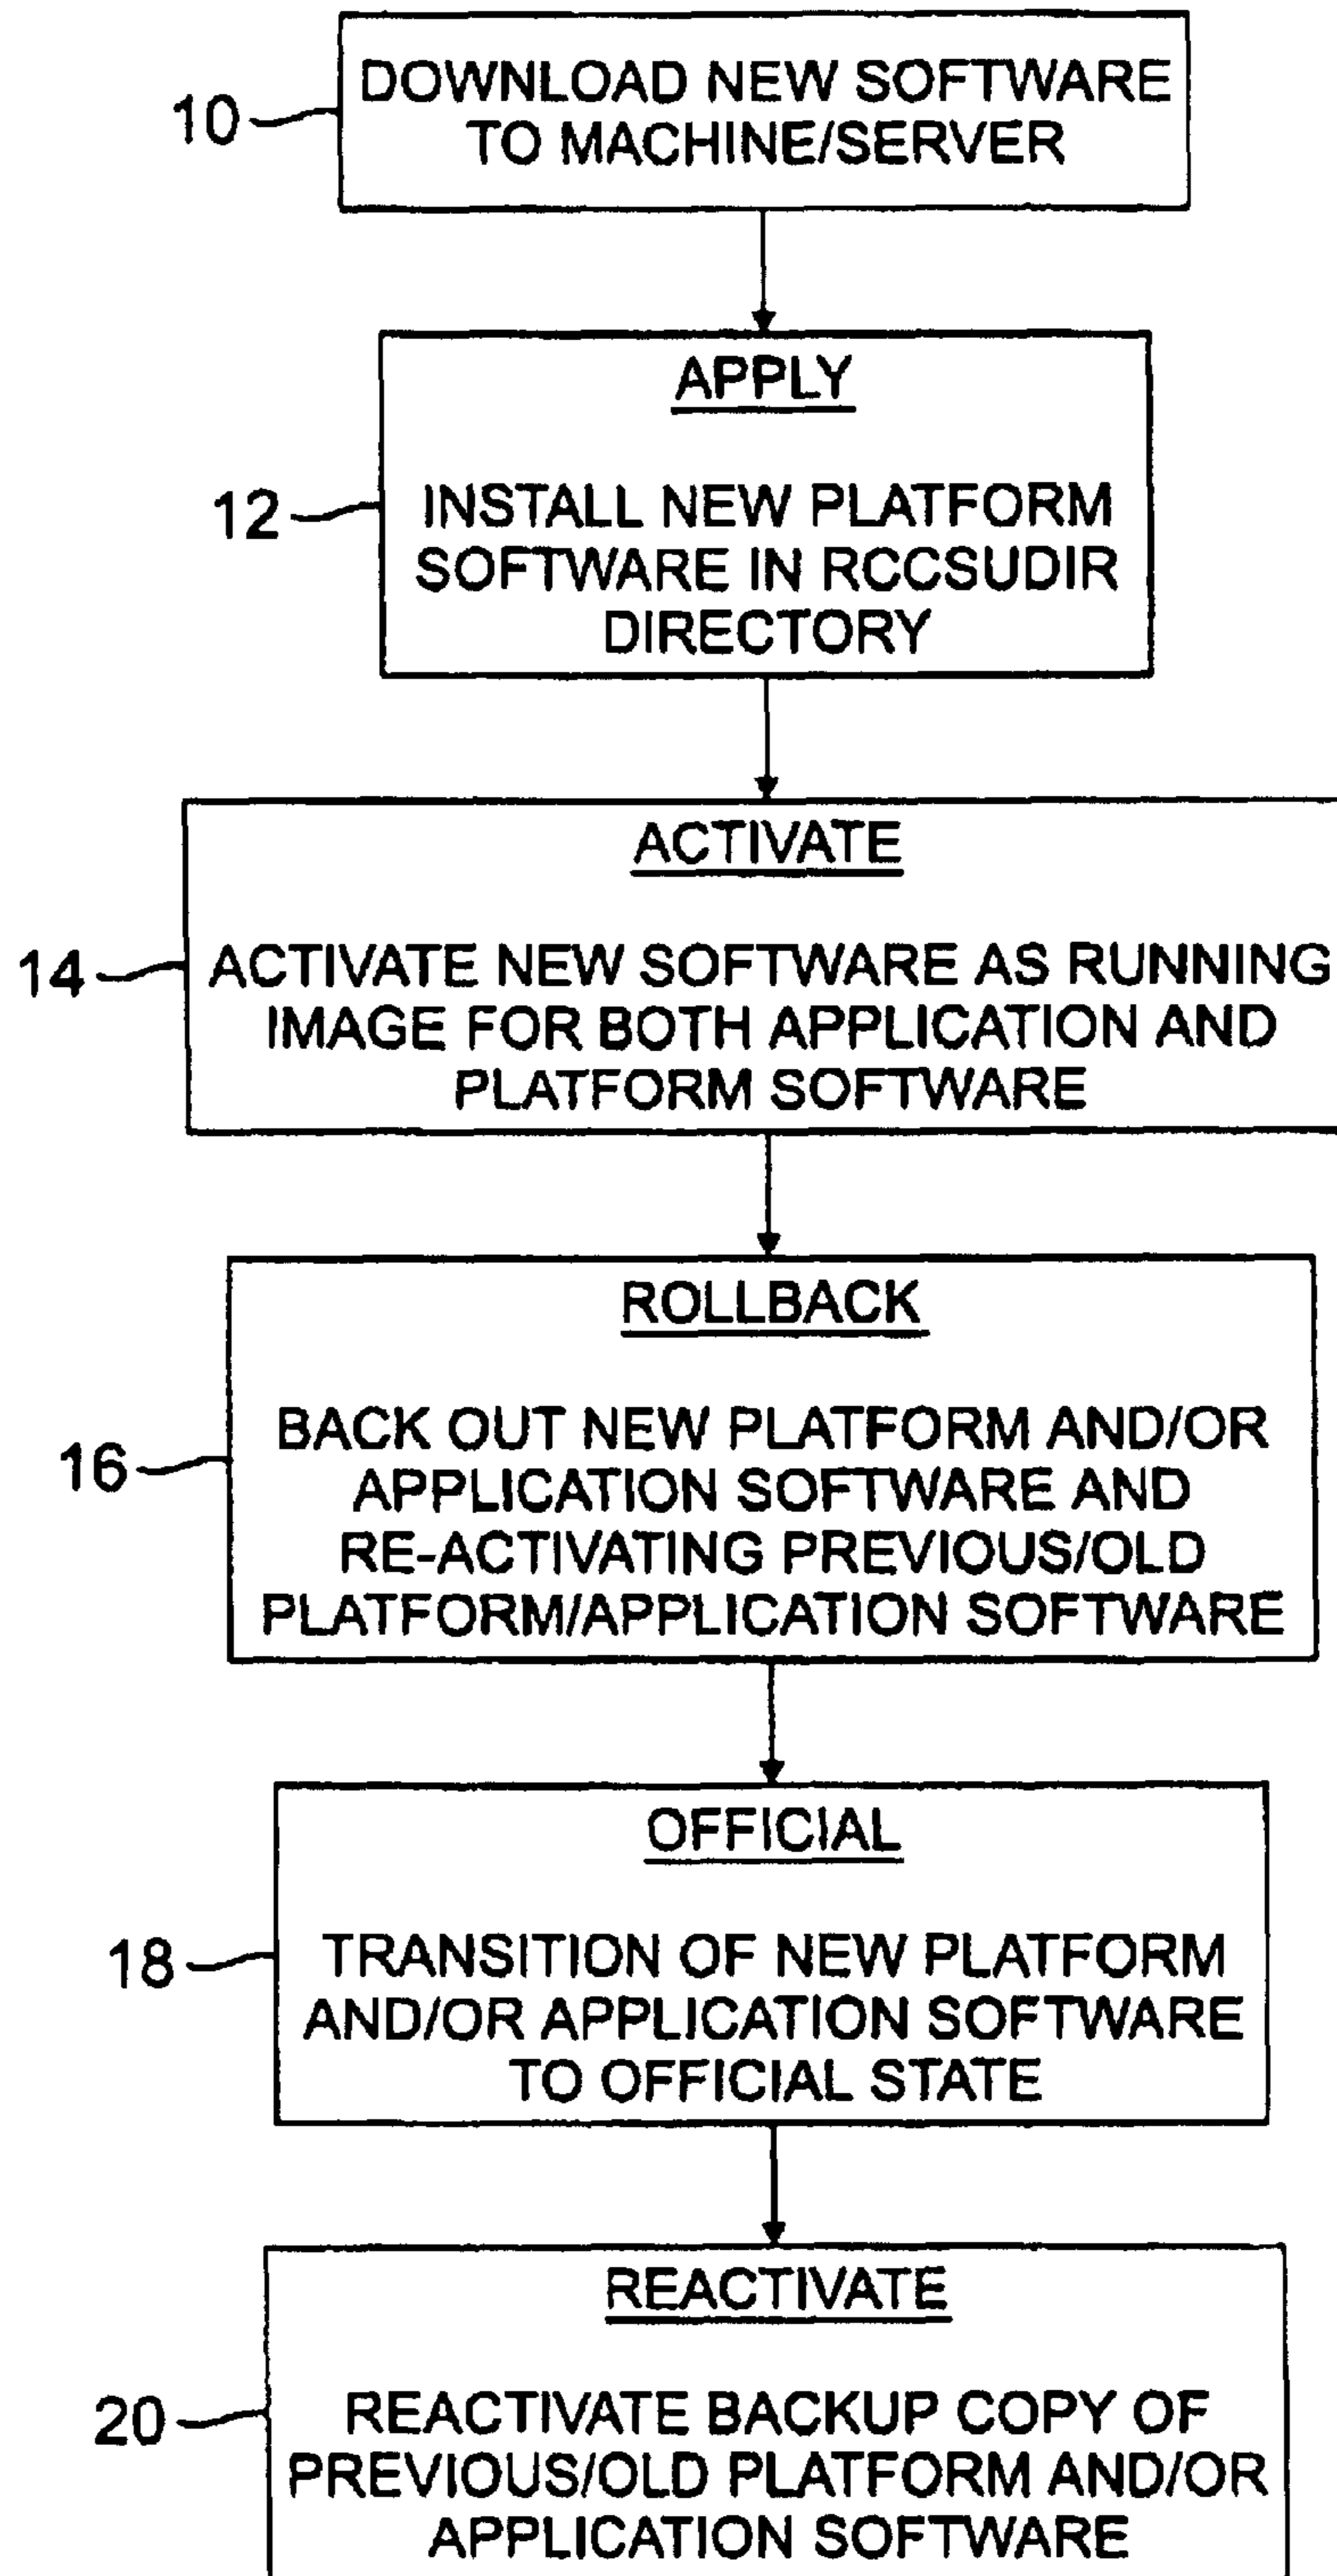 10
DOWNLOAD NEW SOFTWARE
TO MACHINE/SERVER
APPLY
12
INSTALL NEW PLATFORM
SOFTWARE IN RCCSUDIR
DIRECTORY
ACTIVATE
14
ACTIVATE NEW SOFTWARE AS RUNNING
IMAGE FOR BOTH APPLICATION AND
PLATFORM SOFTWARE
ROLLBACK
16
BACK OUT NEW PLATFORM AND/OR
APPLICATION SOFTWARE AND
RE-ACTIVATING PREVIOUS/OLD
PLATFORM/APPLICATION SOFTWARE
OFFICIAL
18
TRANSITION OF NEW PLATFORM
AND/OR APPLICATION SOFTWARE
TO OFFICIAL STATE
REACTIVATE
20
REACTIVATE BACKUP COPY OF
PREVIOUS/OLD PLATFORM AND/OR
APPLICATION SOFTWARE